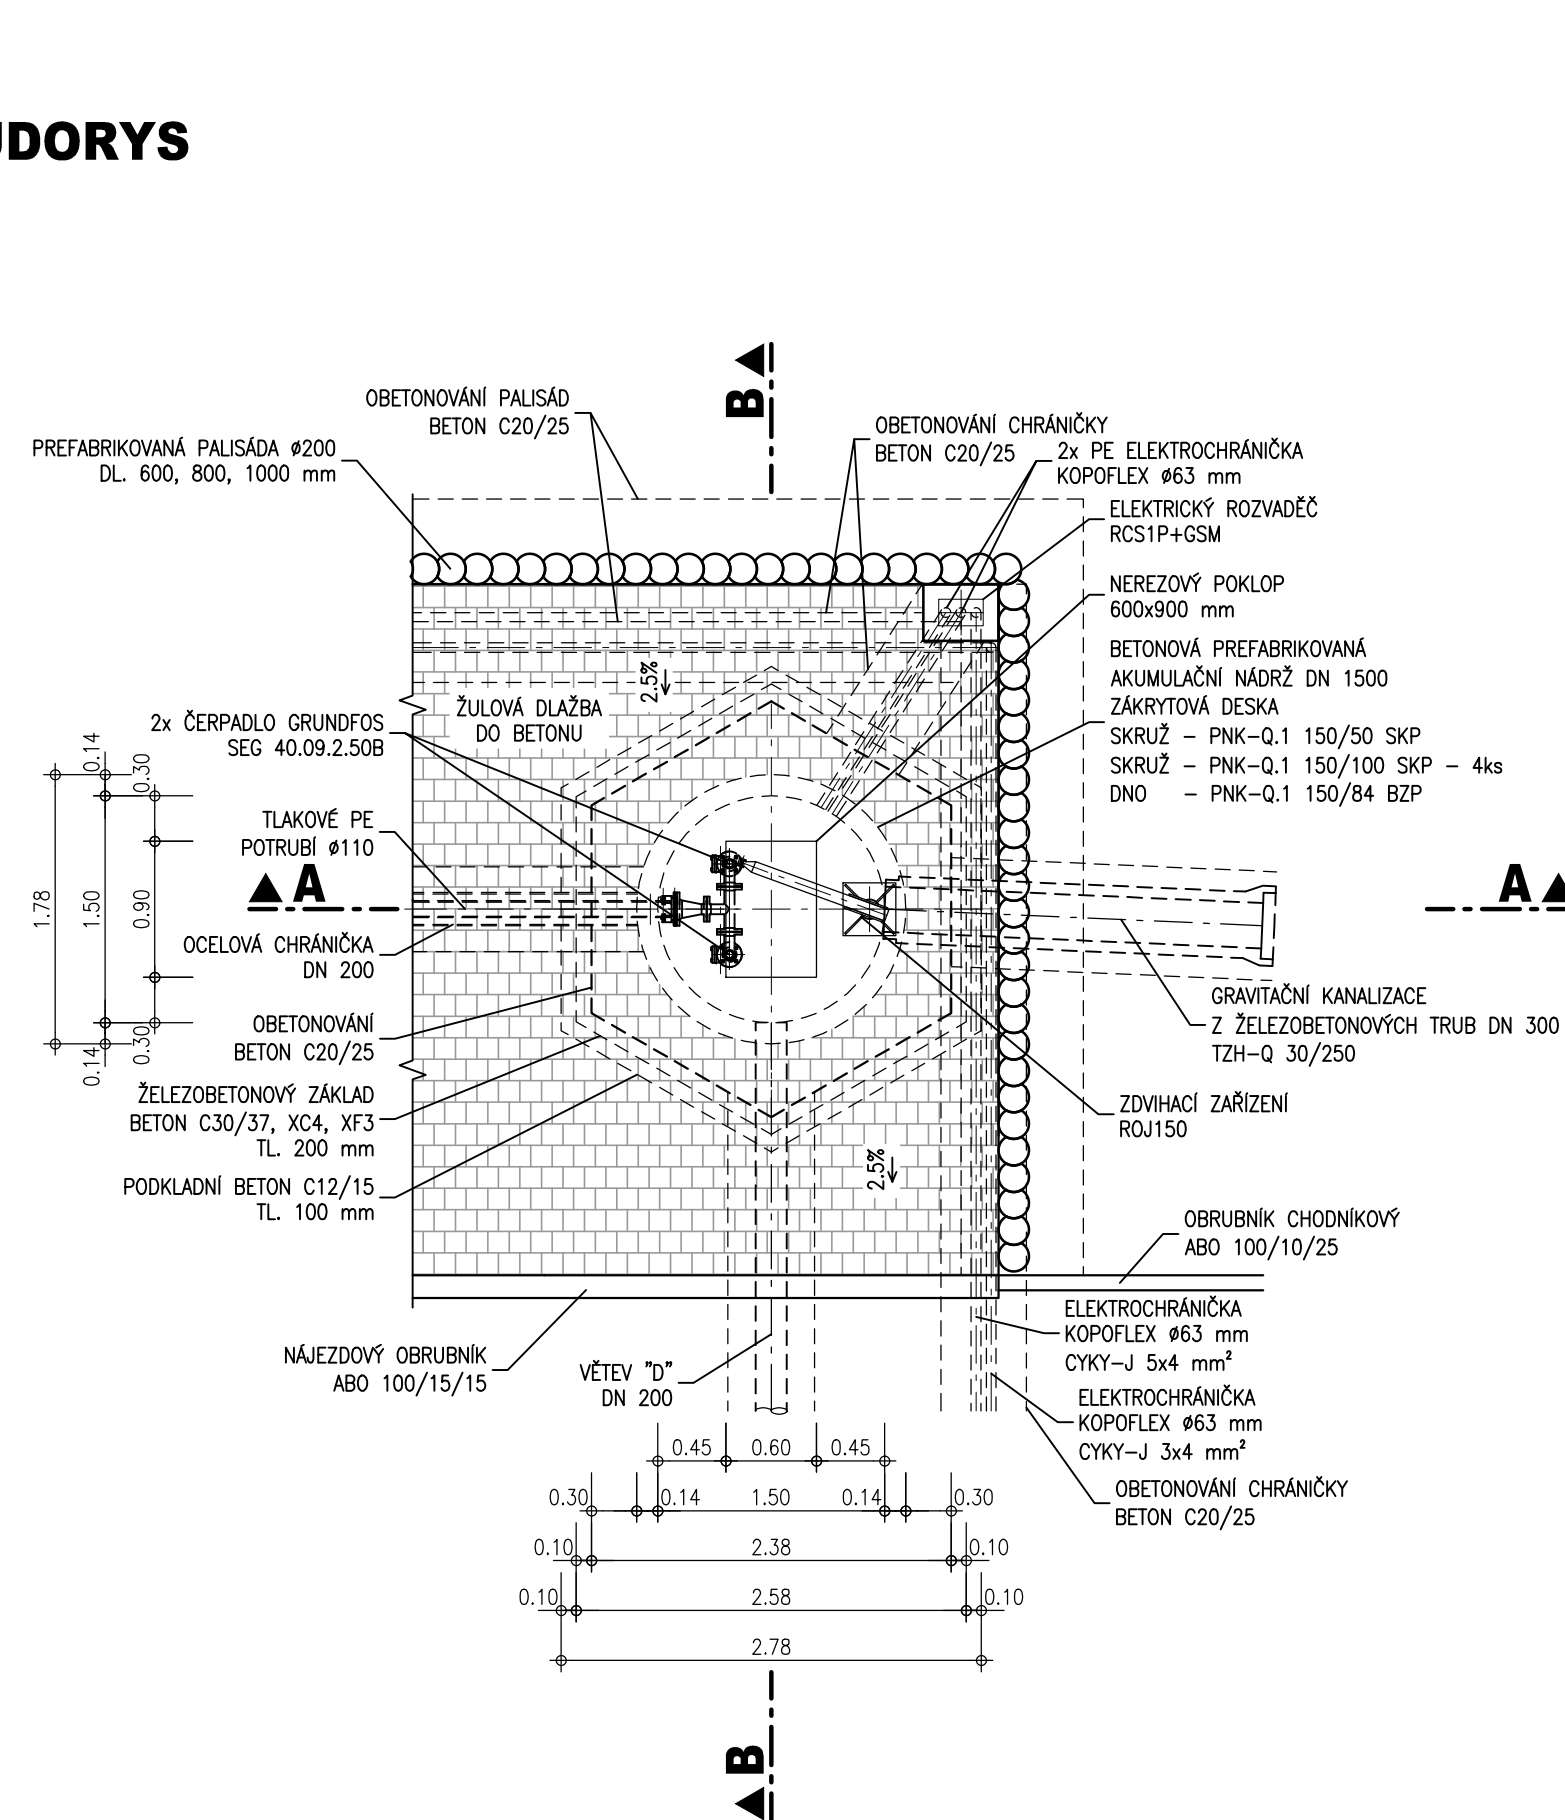 UDORYS
B
OBETONOVÁNÍ PALISÁD
BETON C20/25
PREFABRIKOVANÁ PALISÁDA ø200
DL. 600, 800, 1000 mm
OBETONOVÁNÍ CHRÁNIČKY
BETON C20/25
2x PE ELEKTROCHRÁNIČKA
KOPOFLEX ø63 mm
ELEKTRICKÝ ROZVADĚČ
RCS1P+GSM
NEREZOVÝ POKLOP
600x900 mm
BETONOVÁ PREFABRIKOVANÁ
AKUMULAČNÍ NÁDRŽ DN 1500
ZÁKRYTOVÁ DESKA
SKRUŽ - PNK-Q.1 150/50 SKP
SKRUŽ - PNK-Q.1 150/100 SKP - 4ks
DNO - PNK-Q.1 150/84 BZP
2.5%
ŽULOVÁ DLAŽBA
DO BETONU
2x ČERPADLO GRUNDFOS
SEG 40.09.2.50B
TLAKOVÉ PE
POTRUBÍ ø110
A
A
OCELOVÁ CHRÁNIČKA
DN 200
0.14
0.30
1.78
1.50
0.90
0.14
0.30
OBETONOVÁNÍ
BETON C20/25
ŽELEZOBETONOVÝ ZÁKLAD
BETON C30/37, XC4, XF3
TL. 200 mm
PODKLADNÍ BETON C12/15
TL. 100 mm
GRAVITAČNÍ KANALIZACE
Z ŽELEZOBETONOVÝCH TRUB DN 300
TZH-Q 30/250
ZDVIHACÍ ZAŘÍZENÍ
ROJ150
2.5%
OBRUBNÍK CHODNÍKOVÝ
ABO 100/10/25
NÁJEZDOVÝ OBRUBNÍK
ABO 100/15/15
VĚTEV "D"
DN 200
ELEKTROCHRÁNIČKA
KOPOFLEX ø63 mm
CYKY-J 5x4 mm²
ELEKTROCHRÁNIČKA
KOPOFLEX ø63 mm
CYKY-J 3x4 mm²
OBETONOVÁNÍ CHRÁNIČKY
BETON C20/25
0.45 0.60 0.45
0.30 0.14 1.50 0.14 0.30
0.10 2.38 0.10
0.10 2.58 0.10
2.78
B